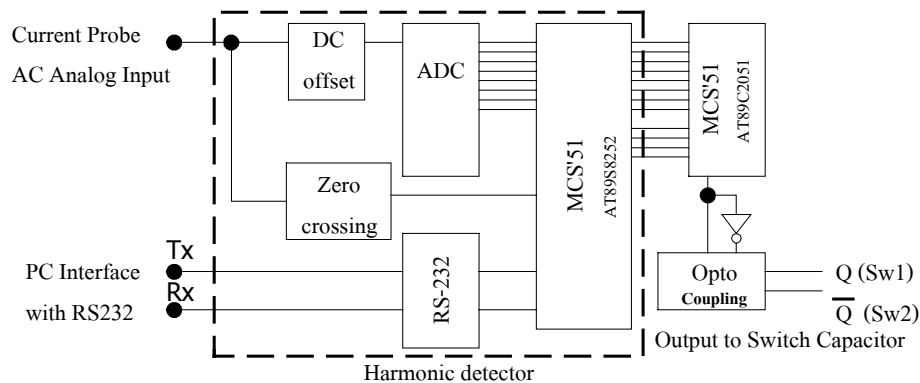 Current Probe
AC Analog Input
DC
offset
ADC
MCS'51
AT89S8252
MCS'51
AT89C2051
Zero
crossing
Tx
PC Interface
Rx
with RS232
RS-232
Opto
Coupling
Q (Sw1)
Q̅ (Sw2)
Output to Switch Capacitor
Harmonic detector